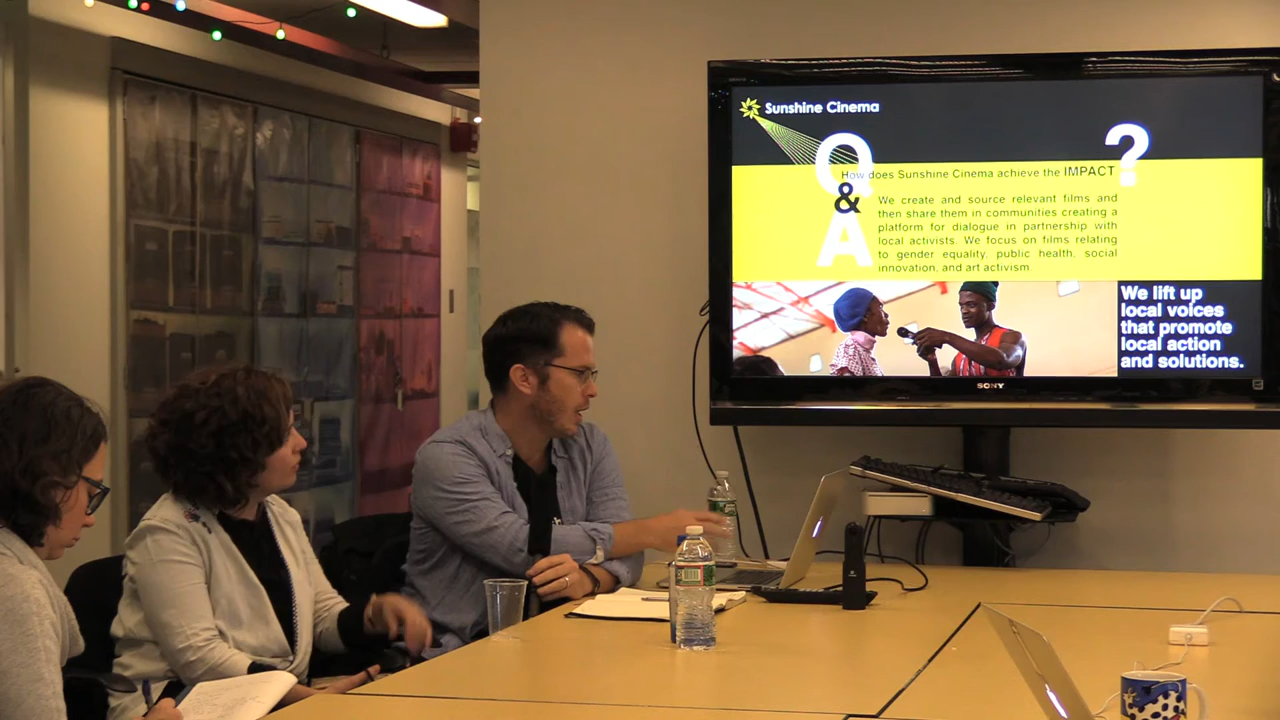 Sunshine Cinema
Q
&
A
?
How does Sunshine Cinema achieve the IMPACT
We create and source relevant films and
then share them in communities creating a
platform for dialogue in partnership with
local activists. We focus on films relating
to gender equality, public health, social
innovation, and art activism.
We lift up
local voices
that promote
local action
and solutions.
SONY